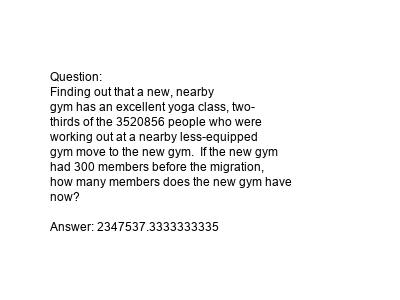 Question:
Finding out that a new, nearby
gym has an excellent yoga class, two-
thirds of the 3520856 people who were
working out at a nearby less-equipped
gym move to the new gym.  If the new gym
had 300 members before the migration,
how many members does the new gym have
now?

Answer: 2347537.3333333335